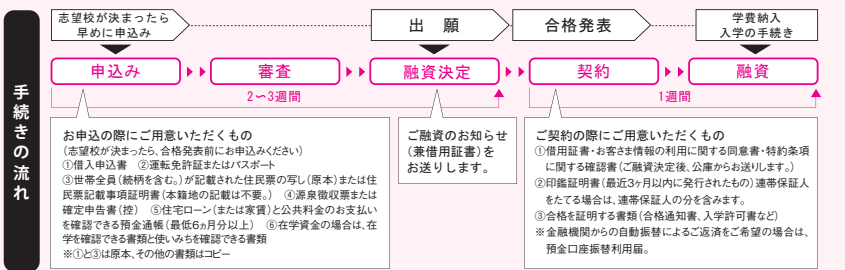 手続きの流れ
志望校が決まったら
早めに申込み
出　願
合格発表
学費納入
入学の手続き
申込み
審査
融資決定
契約
融資
2〜3週間
1週間
お申込の際にご用意いただくもの
（志望校が決まったら、合格発表前にお申込みください）
①借入申込書　②運転免許証またはパスポート
③世帯全員（続柄を含む。）が記載された住民票の写し（原本）または住
民票記載事項証明書（本籍地の記載は不要。）　④源泉徴収票または
確定申告書（控）　⑤住宅ローン（または家賃）と公共料金のお支払い
を確認できる預金通帳（最低6ヵ月分以上）　⑥在学資金の場合は、在
学を確認できる書類と使いみちを確認できる書類
※①と③は原本、その他の書類はコピー
ご融資のお知らせ
（兼借用証書）を
お送りします。
ご契約の際にご用意いただくもの
①借用証書・お客さま情報の利用に関する同意書・特約条項
に関する確認書（ご融資決定後、公庫からお送りします。）
②印鑑証明書（最近3ヶ月以内に発行されたもの）連帯保証人
をたてる場合は、連帯保証人の分を含みます。
③合格を証明する書類（合格通知書、入学許可書など）
※金融機関からの自動振替によるご返済をご希望の場合は、
預金口座振替利用届。